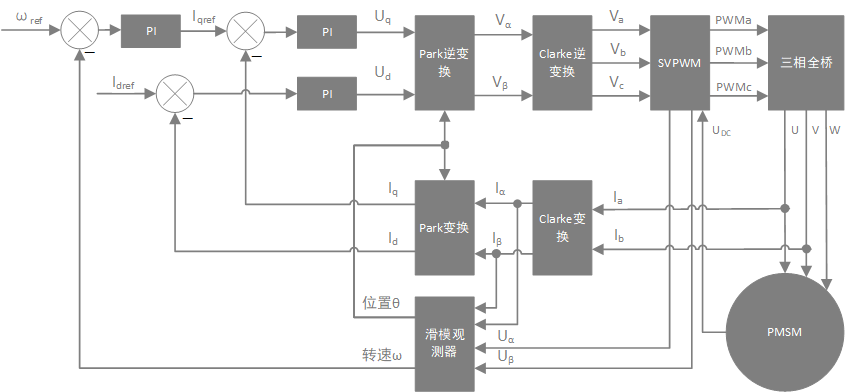 ω ref
PI
Iqref
PI
Uq
Park逆变
换
Vα
Clarke逆
变换
Va
SVPWM
PWMa
三相全桥
Vb
PWMb
Idref
PI
Ud
Vβ
Vc
PWMc
UDC
U
V
W
Iq
Park变换
Iα
Clarke变
换
Ia
Id
Iβ
Ib
位置θ
滑模观
测器
Uα
PMSM
转速ω
Uβ